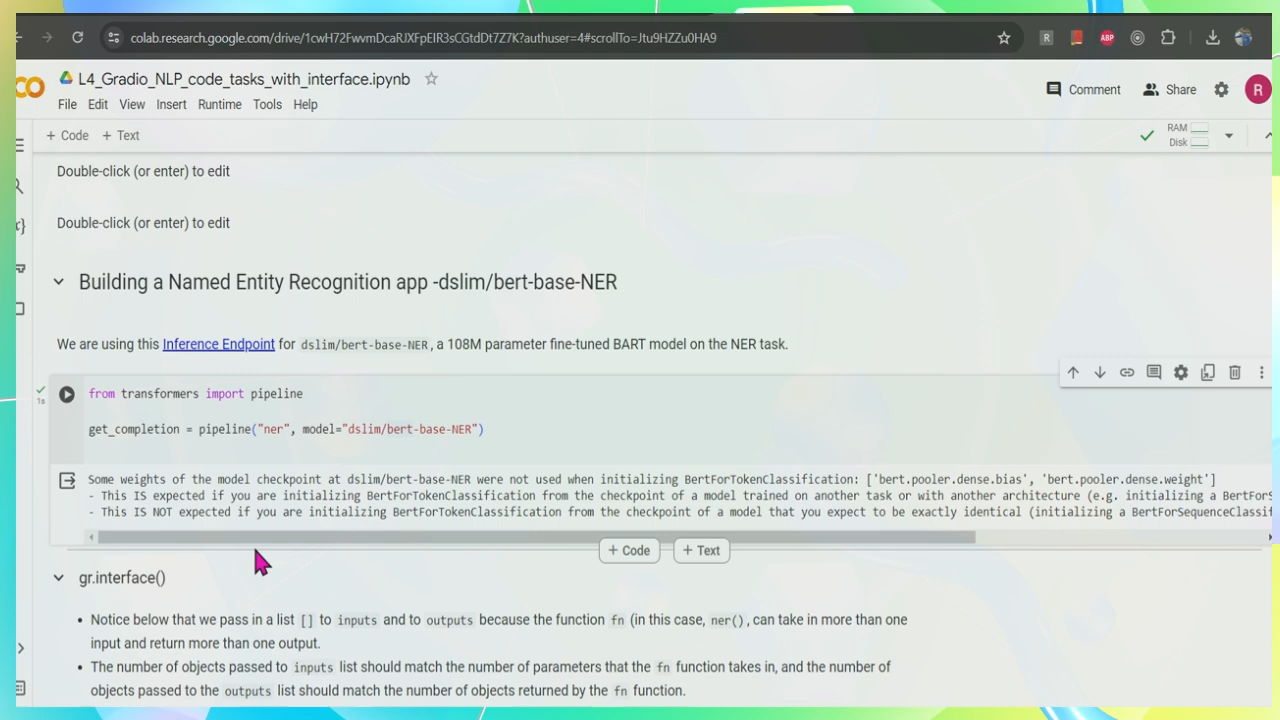 colab.research.google.com/drive/1cwH72FwvmDcaRJXFpEIR3sCGtdDt7Z7K?authuser=4#scrollTo=Jtu9HZZu0HA9
R
ABP
CO
L4_Gradio_NLP_code_tasks_with_interface.ipynb
File Edit View Insert Runtime Tools Help
Comment
Share
R
+ Code + Text
RAM
Disk
Double-click (or enter) to edit
Double-click (or enter) to edit
Building a Named Entity Recognition app -dslim/bert-base-NER
We are using this Inference Endpoint for dslim/bert-base-NER, a 108M parameter fine-tuned BART model on the NER task.
1s
from transformers import pipeline
get_completion = pipeline("ner", model="dslim/bert-base-NER")
Some weights of the model checkpoint at dslim/bert-base-NER were not used when initializing BertForTokenClassification: ['bert.pooler.dense.bias', 'bert.pooler.dense.weight']
- This IS expected if you are initializing BertForTokenClassification from the checkpoint of a model trained on another task or with another architecture (e.g. initializing a BertForS
- This IS NOT expected if you are initializing BertForTokenClassification from the checkpoint of a model that you expect to be exactly identical (initializing a BertForSequenceClassif
+ Code + Text
gr.interface()
• Notice below that we pass in a list [] to inputs and to outputs because the function fn (in this case, ner(), can take in more than one
input and return more than one output.
• The number of objects passed to inputs list should match the number of parameters that the fn function takes in, and the number of
objects passed to the outputs list should match the number of objects returned by the fn function.